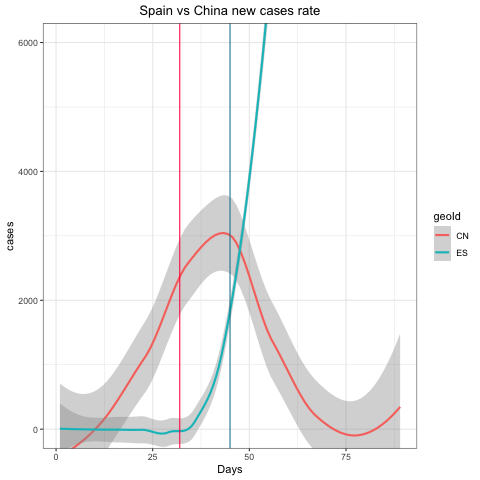 Spain vs China new cases rate
6000
4000
2000
0
cases
0 25 50 75
Days
geoId
CN
ES